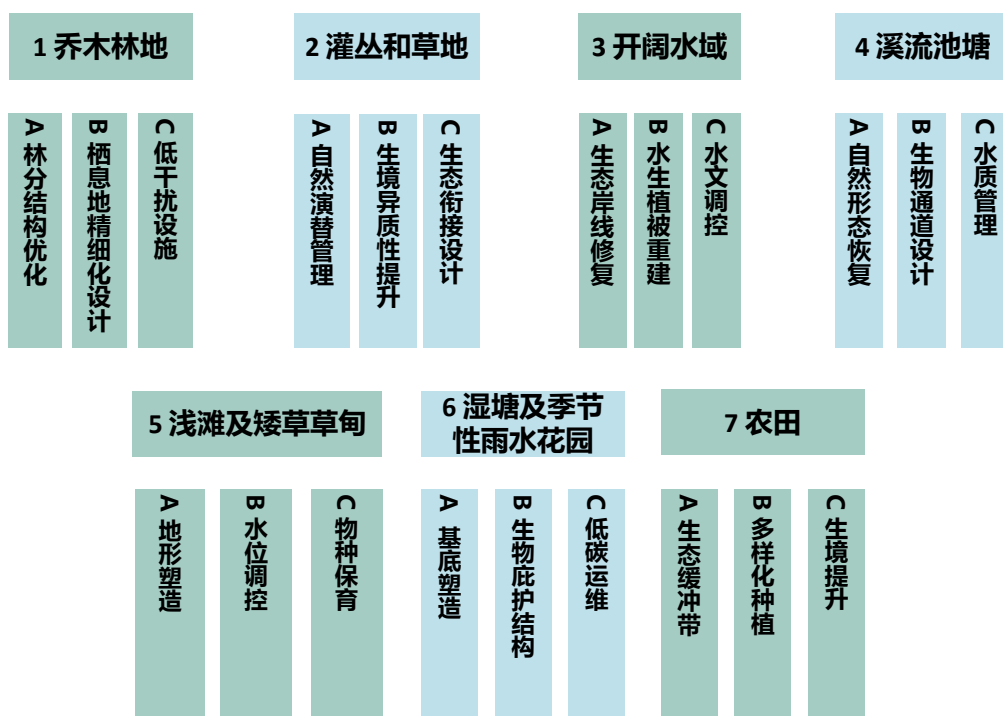 1 乔木林地
A 林分结构优化
B 栖息地精细化设计
C 低干扰设施
2 灌丛和草地
A 自然演替管理
B 生境异质性提升
C 生态衔接设计
3 开阔水域
A 生态岸线修复
B 水生植被重建
C 水文调控
4 溪流池塘
A 自然形态恢复
B 生物通道设计
C 水质管理
5 浅滩及矮草草甸
A 地形塑造
B 水位调控
C 物种保育
6 湿塘及季节
性雨水花园
A 基底塑造
B 生物庇护结构
C 低碳运维
7 农田
A 生态缓冲带
B 多样化种植
C 生境提升